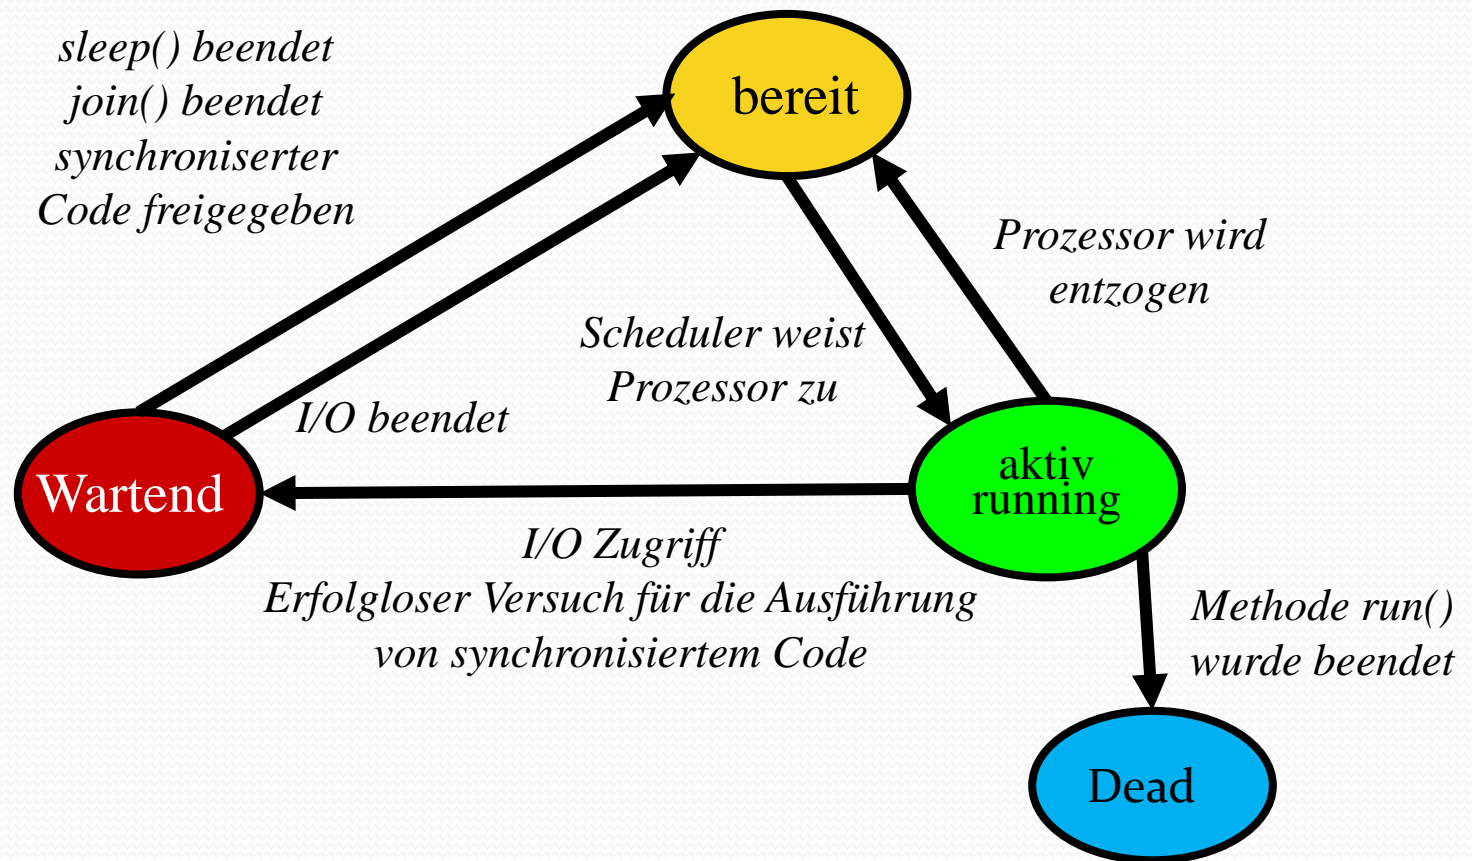 sleep() beendet
join() beendet
synchroniserter
Code freigegeben
bereit
Prozessor wird
entzogen
Scheduler weist
Prozessor zu
I/O beendet
Wartend
aktiv
running
I/O Zugriff
Erfolgloser Versuch für die Ausführung
von synchronisiertem Code
Methode run()
wurde beendet
Dead